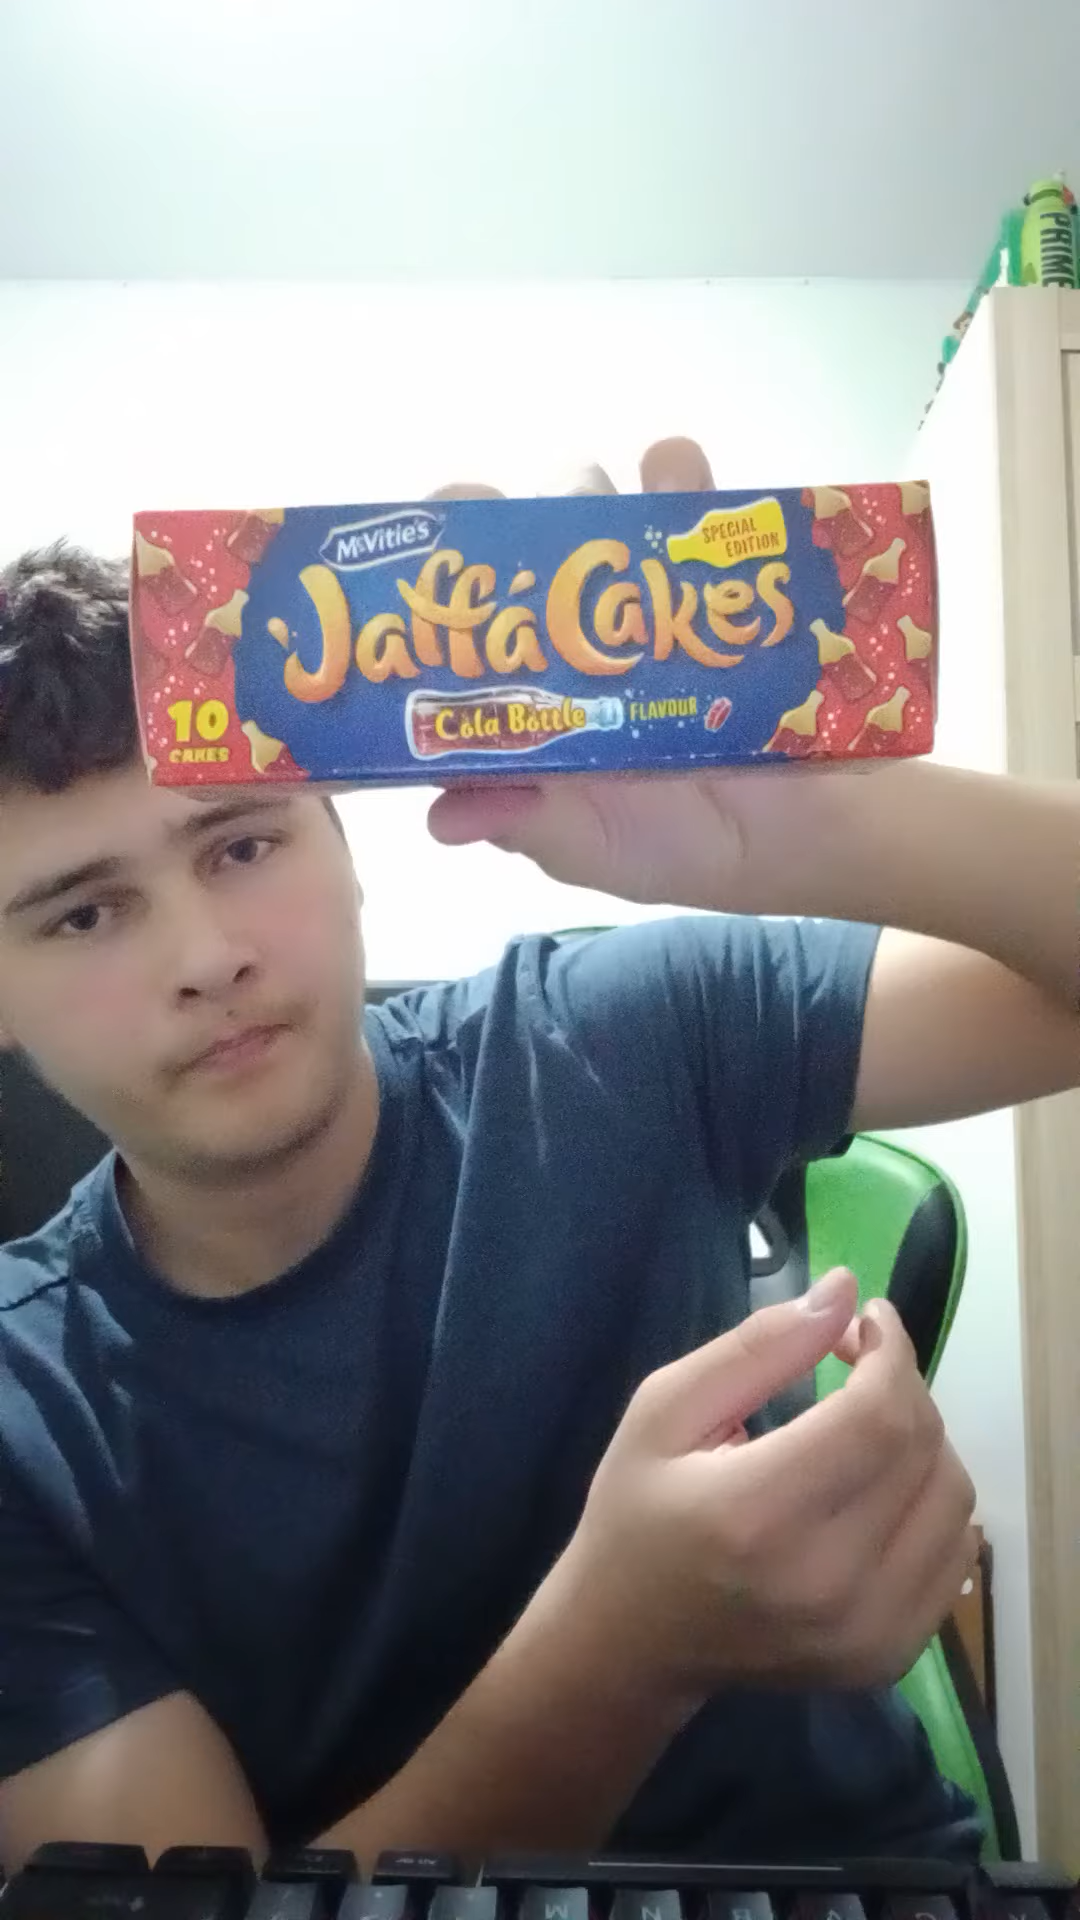 PRIME
McVitie's
SPECIAL
EDITION
Jaffa Cakes
Cola Bottle FLAVOUR
10
CAKES
M N B V C X